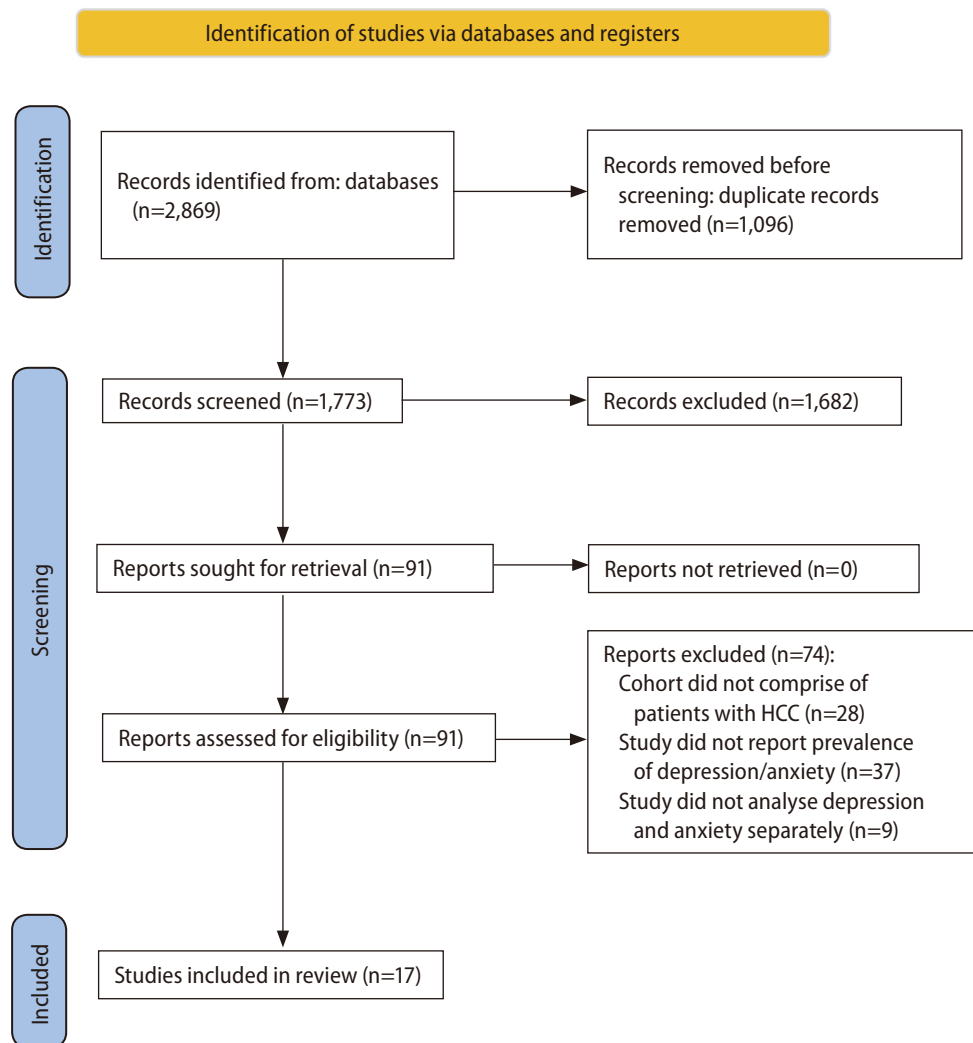 Identification of studies via databases and registers
Identification
Records identified from: databases
(n=2,869)
Records removed before
screening: duplicate records
removed (n=1,096)
Screening
Records screened (n=1,773)
Records excluded (n=1,682)
Reports sought for retrieval (n=91)
Reports not retrieved (n=0)
Reports assessed for eligibility (n=91)
Reports excluded (n=74):
Cohort did not comprise of
patients with HCC (n=28)
Study did not report prevalence
of depression/anxiety (n=37)
Study did not analyse depression
and anxiety separately (n=9)
Included
Studies included in review (n=17)